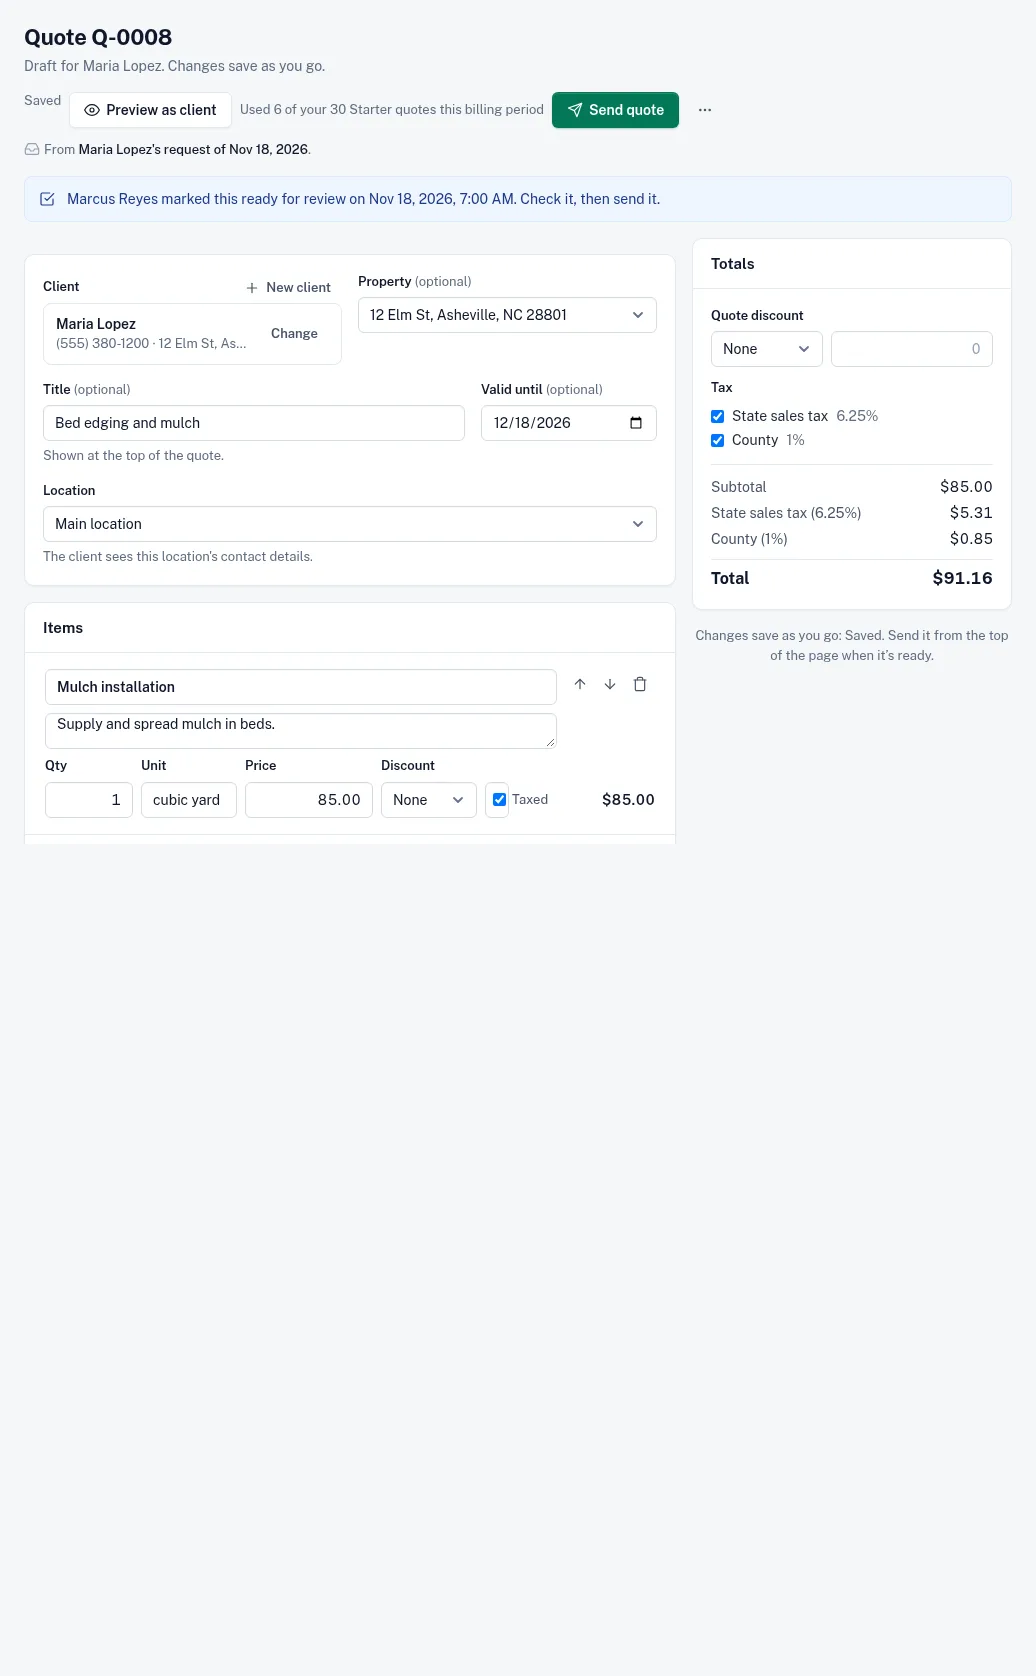 Quote Q-0008
Draft for Maria Lopez. Changes save as you go.
Saved
Preview as client
Used 6 of your 30 Starter quotes this billing period
Send quote
From Maria Lopez's request of Nov 18, 2026.
Marcus Reyes marked this ready for review on Nov 18, 2026, 7:00 AM. Check it, then send it.
Client
New client
Maria Lopez
(555) 380-1200 · 12 Elm St, As...
Change
Property (optional)
12 Elm St, Asheville, NC 28801
Title (optional)
Bed edging and mulch
Shown at the top of the quote.
Valid until (optional)
12/18/2026
Location
Main location
The client sees this location's contact details.
Items
Mulch installation
Supply and spread mulch in beds.
Qty Unit Price Discount
1 cubic yard 85.00 None Taxed $85.00
Totals
Quote discount
None 0
Tax
State sales tax 6.25%
County 1%
Subtotal $85.00
State sales tax (6.25%) $5.31
County (1%) $0.85
Total $91.16
Changes save as you go: Saved. Send it from the top
of the page when it's ready.